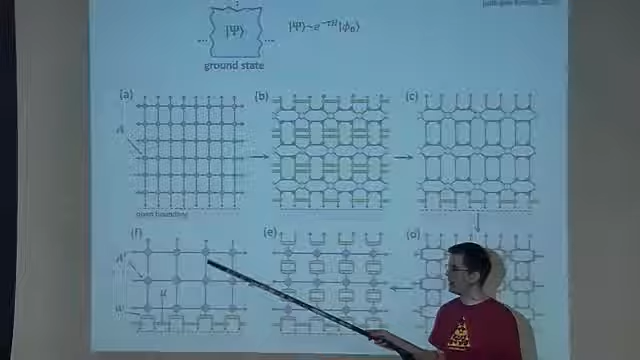 |Ψ⟩
|Ψ⟩~e^{-τH}|ϕ₀⟩
ground state
(a)
(b)
(c)
A
open boundary
(f)
(e)
(d)
A'
u
w